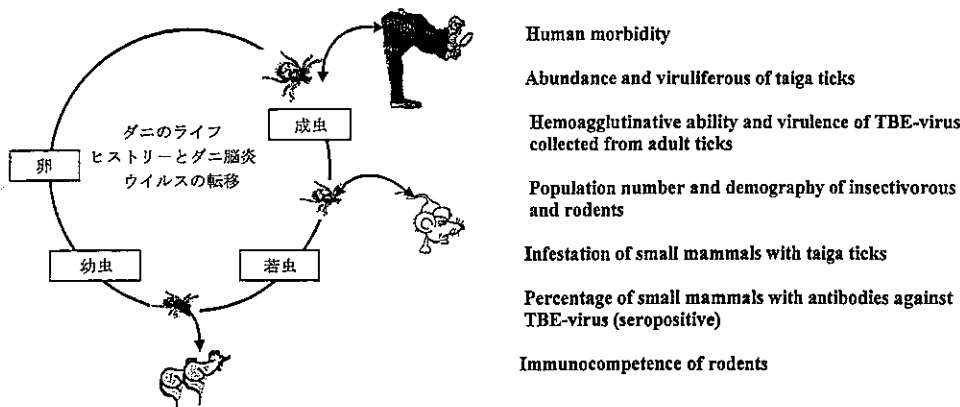 ダニのライフ
ヒストリーとダニ脳炎
ウイルスの転移
成虫
卵
幼虫
若虫
Human morbidity
Abundance and viruliferous of taiga ticks
Hemoagglutinative ability and virulence of TBE-virus
collected from adult ticks
Population number and demography of insectivorous
and rodents
Infestation of small mammals with taiga ticks
Percentage of small mammals with antibodies against
TBE-virus (seropositive)
Immunocompetence of rodents